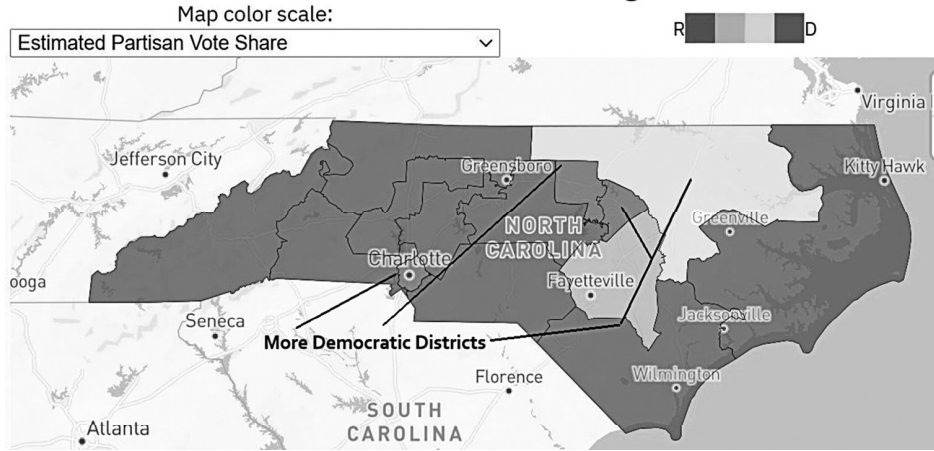 Map color scale:
Estimated Partisan Vote Share
R D
Virginia
Jefferson City
Greensboro
Kitty Hawk
Greenville
NORTH
CAROLINA
Charlotte
ooga
Fayetteville
Seneca
Jacksonville
More Democratic Districts
Florence
Wilmington
SOUTH
CAROLINA
Atlanta